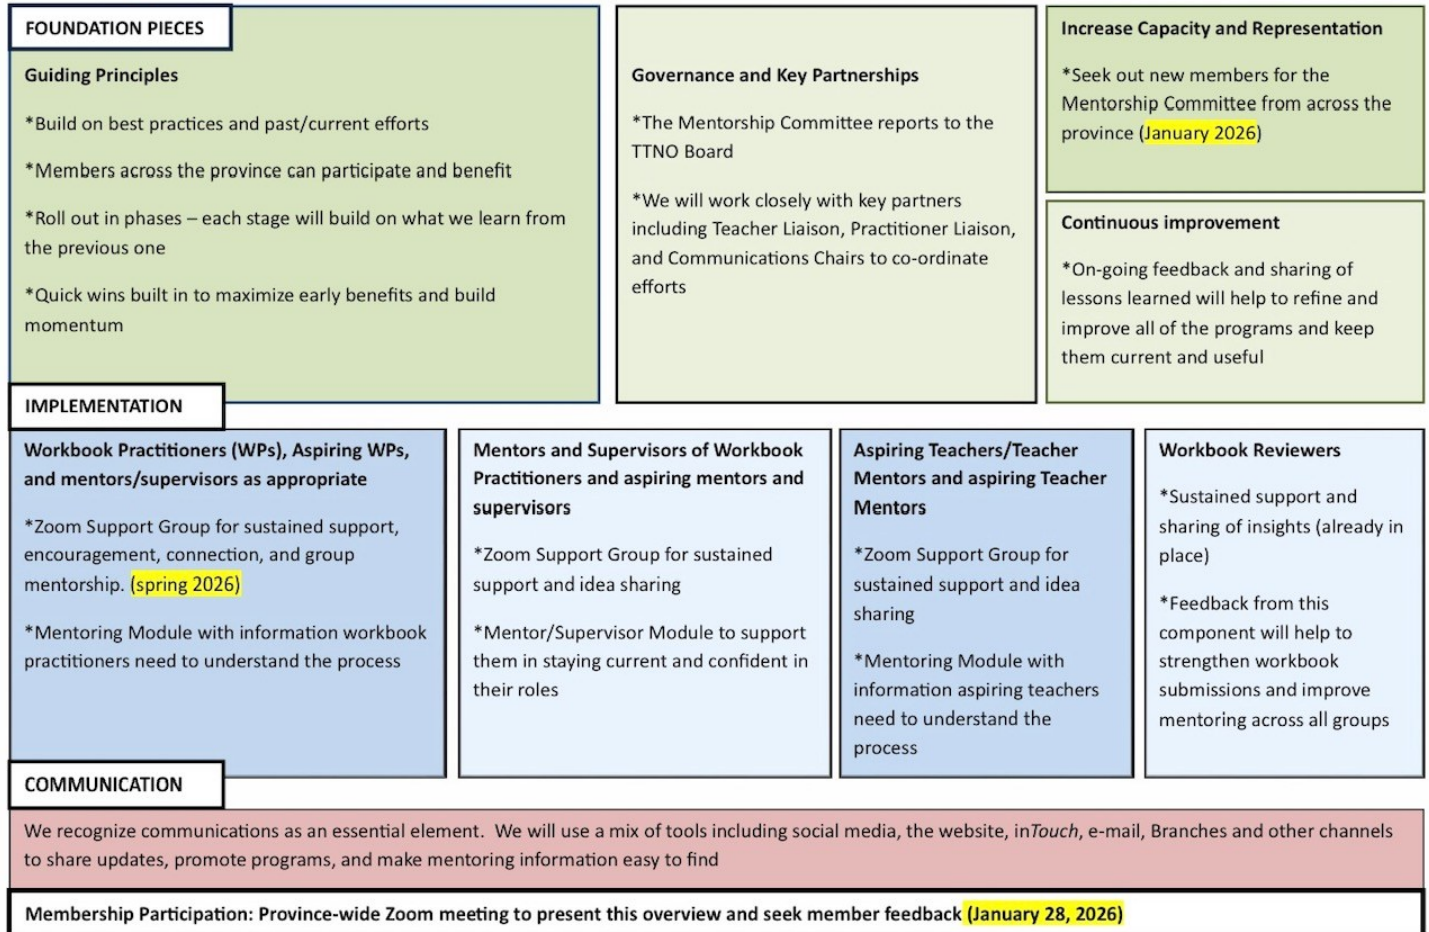 FOUNDATION PIECES
Guiding Principles
*Build on best practices and past/current efforts
*Members across the province can participate and benefit
*Roll out in phases – each stage will build on what we learn from
the previous one
*Quick wins built in to maximize early benefits and build
momentum
Governance and Key Partnerships
*The Mentorship Committee reports to the
TTNO Board
*We will work closely with key partners
including Teacher Liaison, Practitioner Liaison,
and Communications Chairs to co-ordinate
efforts
Increase Capacity and Representation
*Seek out new members for the
Mentorship Committee from across the
province (January 2026)
Continuous improvement
*On-going feedback and sharing of
lessons learned will help to refine and
improve all of the programs and keep
them current and useful
IMPLEMENTATION
Workbook Practitioners (WPs), Aspiring WPs,
and mentors/supervisors as appropriate
*Zoom Support Group for sustained support,
encouragement, connection, and group
mentorship. (spring 2026)
*Mentoring Module with information workbook
practitioners need to understand the process
Mentors and Supervisors of Workbook
Practitioners and aspiring mentors and
supervisors
*Zoom Support Group for sustained
support and idea sharing
*Mentor/Supervisor Module to support
them in staying current and confident in
their roles
Aspiring Teachers/Teacher
Mentors and aspiring Teacher
Mentors
*Zoom Support Group for
sustained support and idea
sharing
*Mentoring Module with
information aspiring teachers
need to understand the
process
Workbook Reviewers
*Sustained support and
sharing of insights (already in
place)
*Feedback from this
component will help to
strengthen workbook
submissions and improve
mentoring across all groups
COMMUNICATION
We recognize communications as an essential element.  We will use a mix of tools including social media, the website, inTouch, e-mail, Branches and other channels
to share updates, promote programs, and make mentoring information easy to find
Membership Participation: Province-wide Zoom meeting to present this overview and seek member feedback (January 28, 2026)